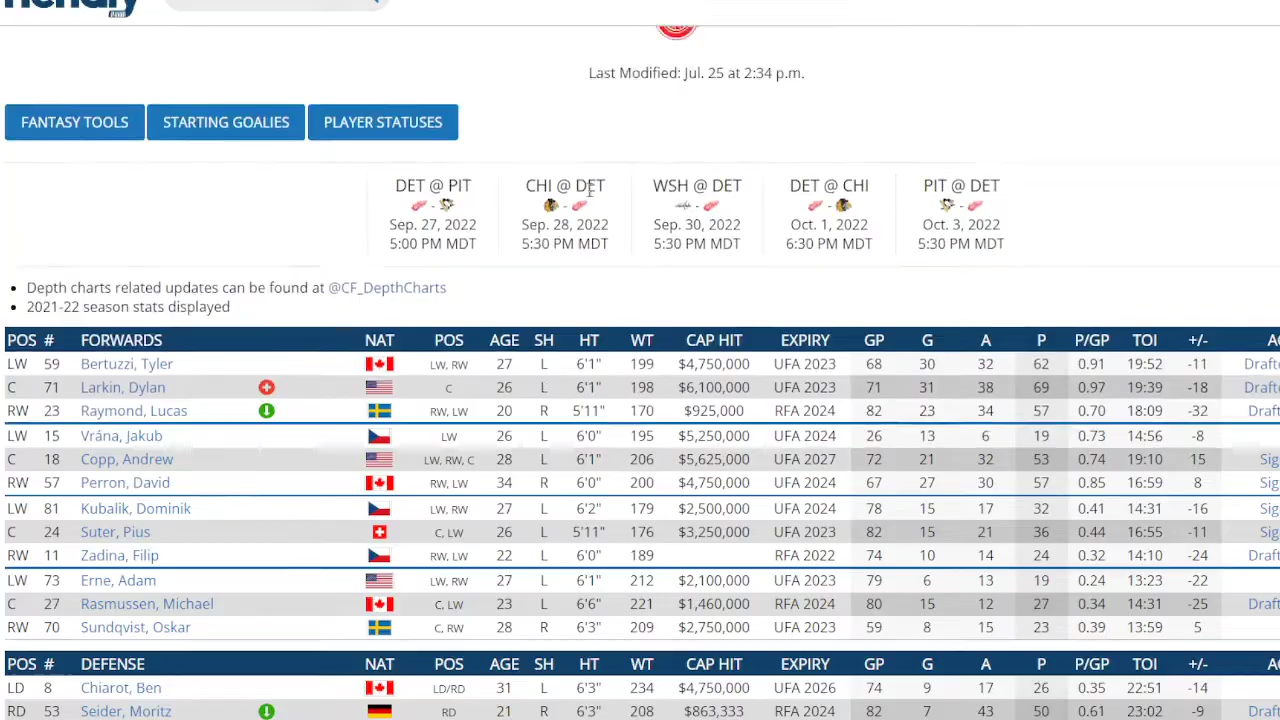 Last Modified: Jul. 25 at 2:34 p.m.
FANTASY TOOLS STARTING GOALIES PLAYER STATUSES
DET @ PIT CHI @ DET WSH @ DET DET @ CHI PIT @ DET
Sep. 27, 2022 Sep. 28, 2022 Sep. 30, 2022 Oct. 1, 2022 Oct. 3, 2022
5:00 PM MDT 5:30 PM MDT 5:30 PM MDT 6:30 PM MDT 5:30 PM MDT
• Depth charts related updates can be found at @CF_DepthCharts
• 2021-22 season stats displayed
POS # FORWARDS NAT POS AGE SH HT WT CAP HIT EXPIRY GP G A P P/GP TOI +/-
LW 59 Bertuzzi, Tyler LW, RW 27 L 6'1" 199 $4,750,000 UFA 2023 68 30 32 62 0.91 19:52 -11 Draft
C 71 Larkin, Dylan C 26 L 6'1" 198 $6,100,000 UFA 2023 71 31 38 69 0.97 19:39 -18 Draft
RW 23 Raymond, Lucas RW, LW 20 R 5'11" 170 $925,000 RFA 2024 82 23 34 57 0.70 18:09 -32 Draf
LW 15 Vrána, Jakub LW 26 L 6'0" 195 $5,250,000 UFA 2024 26 13 6 19 0.73 14:56 -8
C 18 Copp, Andrew LW, RW, C 28 L 6'1" 206 $5,625,000 UFA 2027 72 21 32 53 0.74 19:10 15 Sig
RW 57 Perron, David RW, LW 34 R 6'0" 200 $4,750,000 UFA 2024 67 27 30 57 0.85 16:59 8 Sig
LW 81 Kubalik, Dominik LW, RW 27 L 6'2" 179 $2,500,000 UFA 2024 78 15 17 32 0.41 14:31 -16 Sig
C 24 Suter, Pius C, LW 26 L 5'11" 176 $3,250,000 UFA 2023 82 15 21 36 0.44 16:55 -11 Sig
RW 11 Zadina, Filip RW, LW 22 L 6'0" 189 RFA 2022 74 10 14 24 0.32 14:10 -24 Draf
LW 73 Erne, Adam LW, RW 27 L 6'1" $2,100,000 UFA 2023 79 6 13 19 0.24 13:23 -22
C 27 Rasmussen, Michael C, LW 23 L 6'6" 221 $1,460,000 RFA 2024 80 15 12 27 0.34 14:31 -25 Draf
RW 70 Sundqvist, Oskar C, RW 28 R 6'3" 209 $2,750,000 UFA 2023 59 8 15 23 0.39 13:59 5
POS # DEFENSE NAT POS AGE SH HT WT CAP HIT EXPIRY GP G A P P/GP TOI +/-
LD 8 Chiarot, Ben LD/RD 31 L 6'3" 234 $4,750,000 UFA 2026 74 9 17 26 0.35 22:51 -14
RD 53 Seider, Moritz RD 21 R 6'3" $863,333 RFA 2024 82 7 43 50 0.61 23:02 -9 Draf